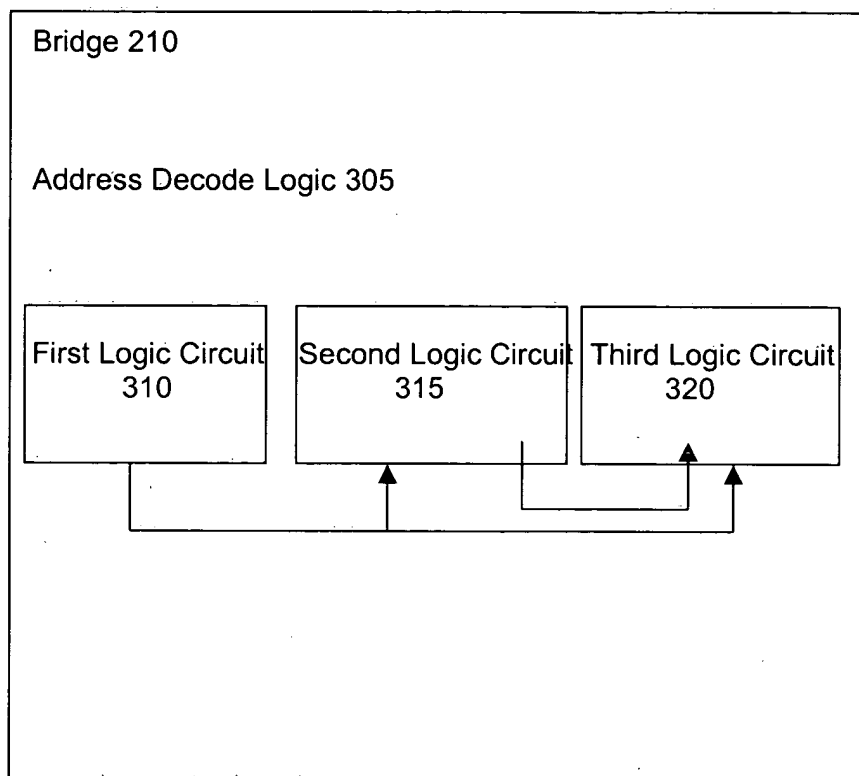 Bridge 210
Address Decode Logic 305
First Logic Circuit
310
Second Logic Circuit
315
Third Logic Circuit
320